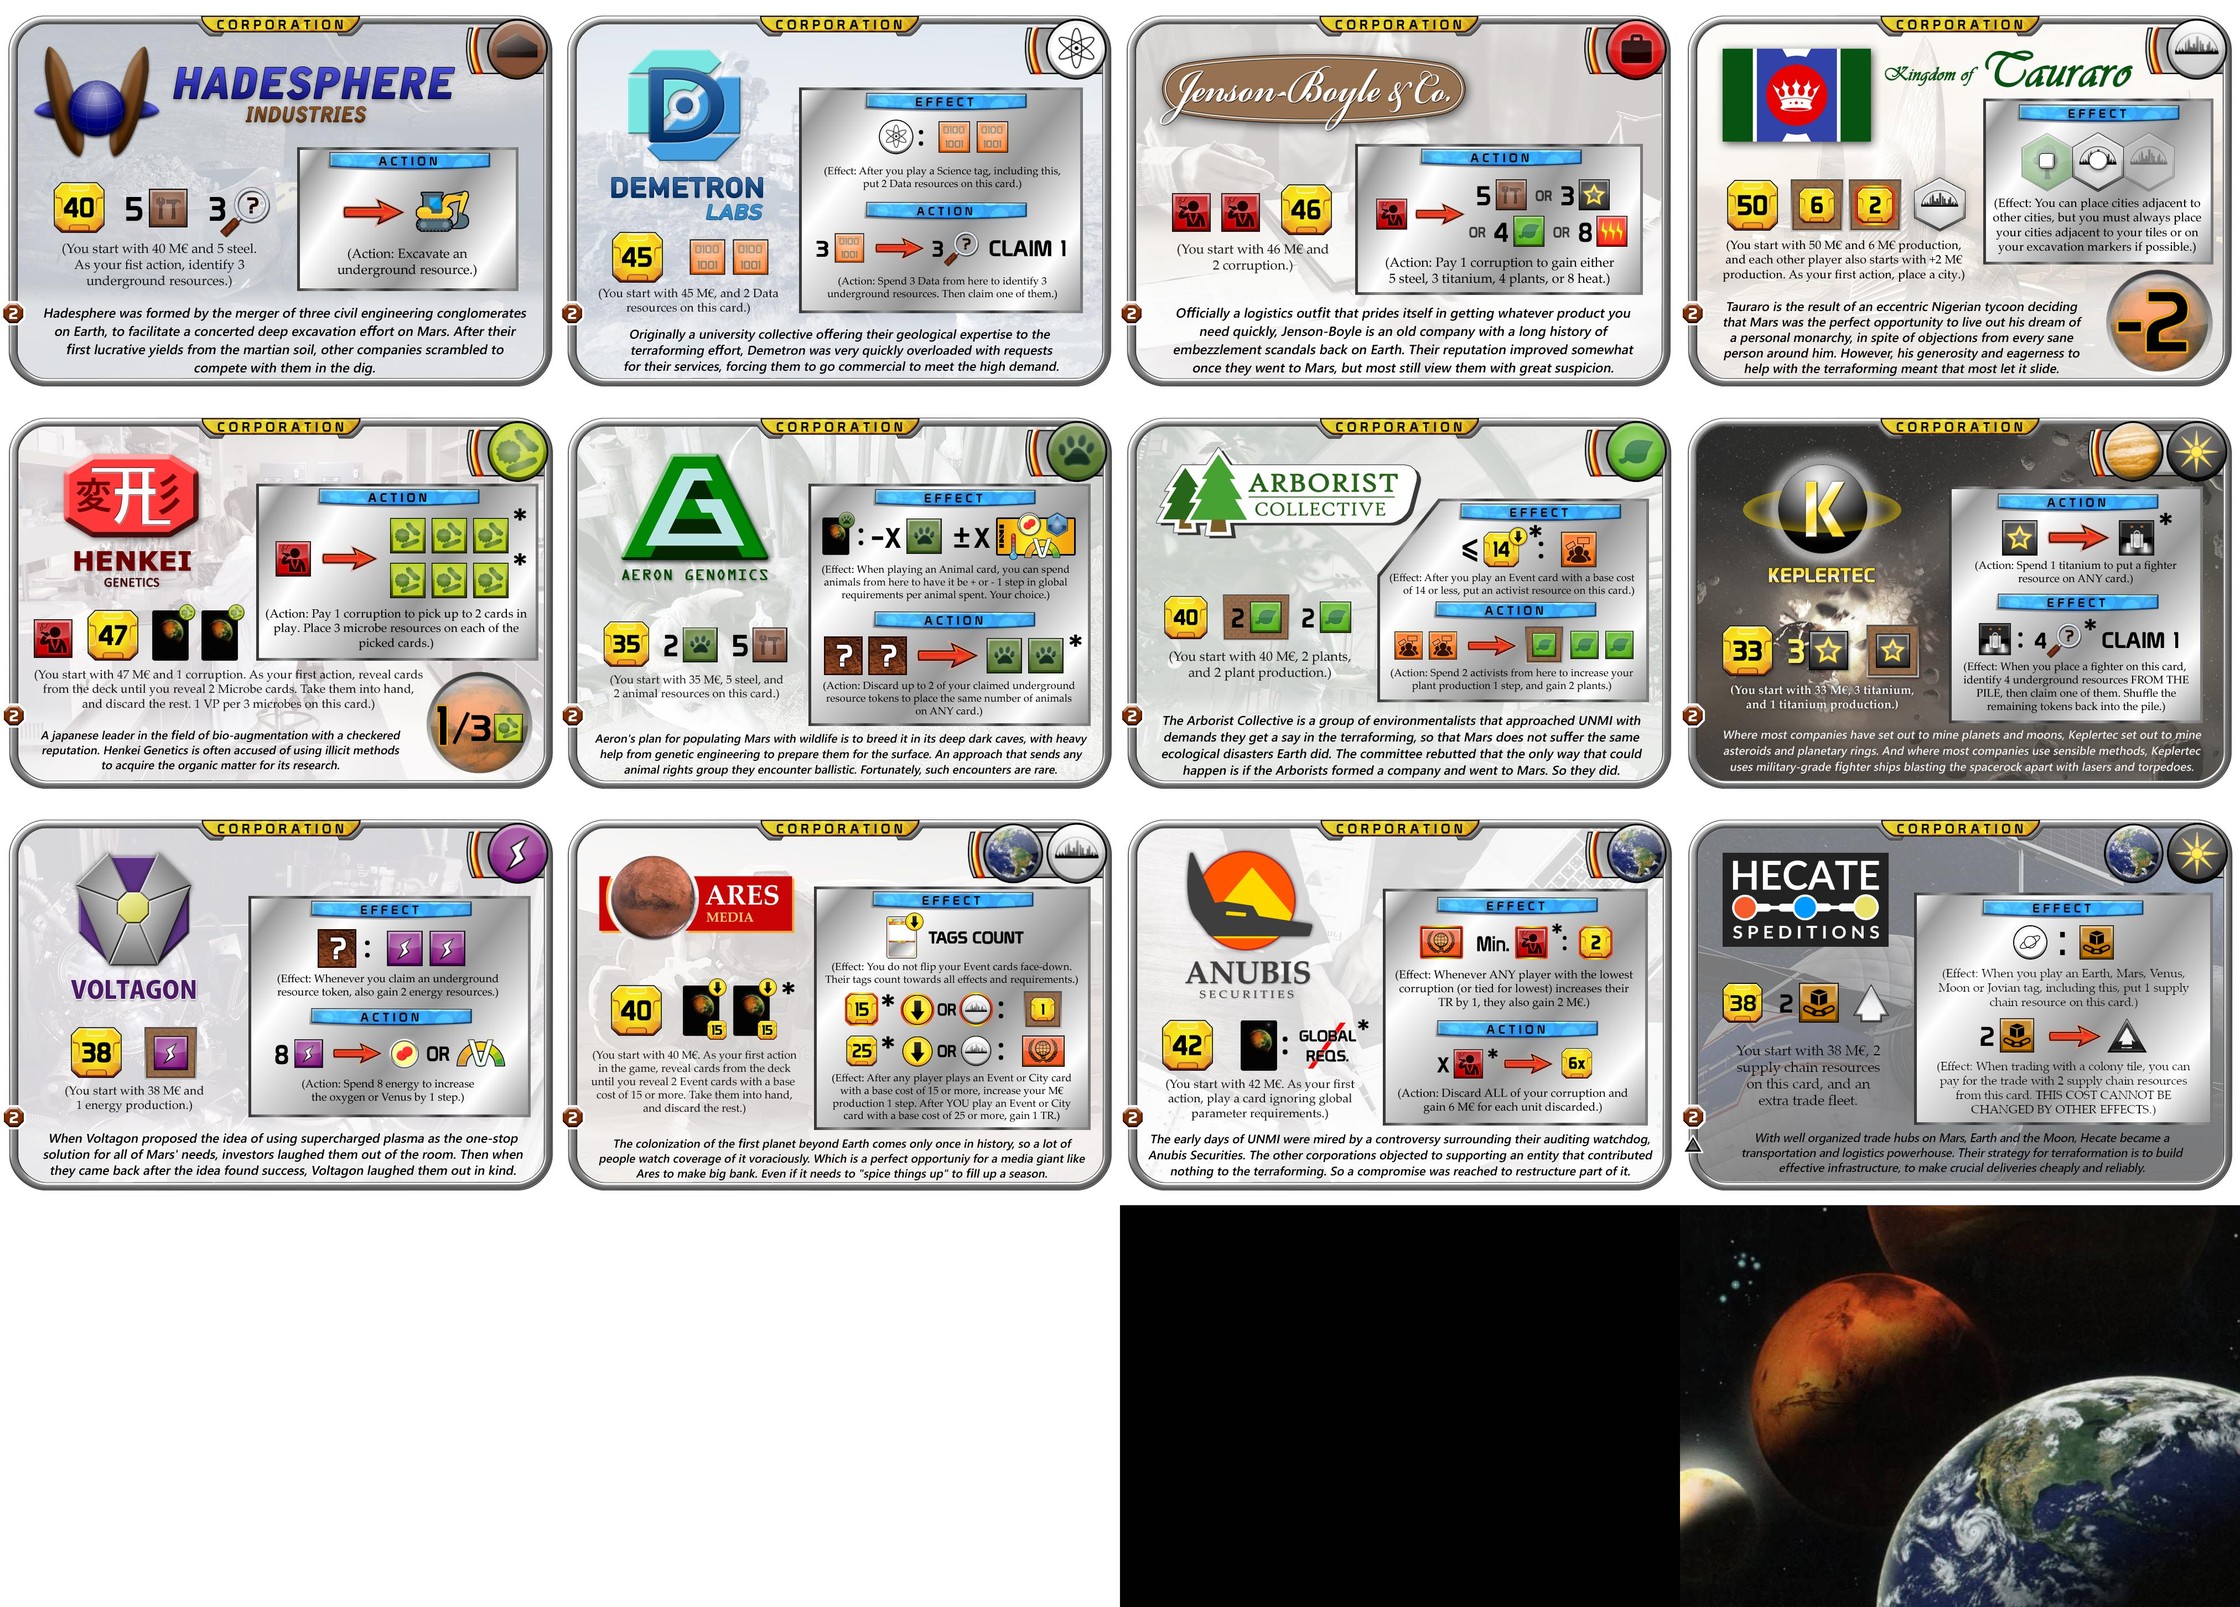 CORPORATION
HADESPHERE
INDUSTRIES
40 5 3 ?
(You start with 40 M€ and 5 steel.
As your fist action, identify 3
underground resources.)
ACTION
(Action: Excavate an
underground resource.)
2
Hadesphere was formed by the merger of three civil engineering conglomerates
on Earth, to facilitate a concerted deep excavation effort on Mars. After their
first lucrative yields from the martian soil, other companies scrambled to
compete with them in the dig.
CORPORATION
DEMETRON
LABS
45 0100 1001 0100 1001
(You start with 45 M€, and 2 Data
resources on this card.)
EFFECT
: 0100 1001 0100 1001
(Effect: After you play a Science tag, including this,
put 2 Data resources on this card.)
ACTION
3 0100 1001 3 ? CLAIM 1
(Action: Spend 3 Data from here to identify 3
underground resources. Then claim one of them.)
2
Originally a university collective offering their geological expertise to the
terraforming effort, Demetron was very quickly overloaded with requests
for their services, forcing them to go commercial to meet the high demand.
CORPORATION
Jenson-Boyle & Co.
46
(You start with 46 M€ and
2 corruption.)
ACTION
5 OR 3
OR 4 OR 8
(Action: Pay 1 corruption to gain either
5 steel, 3 titanium, 4 plants, or 8 heat.)
2
Officially a logistics outfit that prides itself in getting whatever product you
need quickly, Jenson-Boyle is an old company with a long history of
embezzlement scandals back on Earth. Their reputation improved somewhat
once they went to Mars, but most still view them with great suspicion.
CORPORATION
Kingdom of Tauraro
50 6 2
(You start with 50 M€ and 6 M€ production,
and each other player also starts with +2 M€
production. As your first action, place a city.)
EFFECT
(Effect: You can place cities adjacent to
other cities, but you must always place
your cities adjacent to your tiles or on
your excavation markers if possible.)
2
Tauraro is the result of an eccentric Nigerian tycoon deciding
that Mars was the perfect opportunity to live out his dream of
a personal monarchy, in spite of objections from every sane
person around him. However, his generosity and eagerness to
help with the terraforming meant that most let it slide.
-2
CORPORATION
変形
HENKEI
GENETICS
47
(You start with 47 M€ and 1 corruption. As your first action, reveal cards
from the deck until you reveal 2 Microbe cards. Take them into hand,
and discard the rest. 1 VP per 3 microbes on this card.)
ACTION
*
*
(Action: Pay 1 corruption to pick up to 2 cards in
play. Place 3 microbe resources on each of the
picked cards.)
1/3
2
A japanese leader in the field of bio-augmentation with a checkered
reputation. Henkei Genetics is often accused of using illicit methods
to acquire the organic matter for its research.
CORPORATION
AERON GENOMICS
35 2 5
(You start with 35 M€, 5 steel, and
2 animal resources on this card.)
EFFECT
: -X ±X
(Effect: When playing an Animal card, you can spend
animals from here to have it be + or - 1 step in global
requirements per animal spent. Your choice.)
ACTION
? ? *
(Action: Discard up to 2 of your claimed underground
resource tokens to place the same number of animals
on ANY card.)
2
Aeron's plan for populating Mars with wildlife is to breed it in its deep dark caves, with heavy
help from genetic engineering to prepare them for the surface. An approach that sends any
animal rights group they encounter ballistic. Fortunately, such encounters are rare.
CORPORATION
ARBORIST
COLLECTIVE
40 2 2
(You start with 40 M€, 2 plants,
and 2 plant production.)
EFFECT
≤ 14 * :
(Effect: After you play an Event card with a base cost
of 14 or less, put an activist resource on this card.)
ACTION
(Action: Spend 2 activists from here to increase your
plant production 1 step, and gain 2 plants.)
2
The Arborist Collective is a group of environmentalists that approached UNMI with
demands they get a say in the terraforming, so that Mars does not suffer the same
ecological disasters Earth did. The committee rebutted that the only way that could
happen is if the Arborists formed a company and went to Mars. So they did.
CORPORATION
K
KEPLERTEC
33 3
(You start with 33 M€, 3 titanium,
and 1 titanium production.)
ACTION
*
(Action: Spend 1 titanium to put a fighter
resource on ANY card.)
EFFECT
: 4 ? * CLAIM 1
(Effect: When you place a fighter on this card,
identify 4 underground resources FROM THE
PILE, then claim one of them. Shuffle the
remaining tokens back into the pile.)
2
Where most companies have set out to mine planets and moons, Keplertec set out to mine
asteroids and planetary rings. And where most companies use sensible methods, Keplertec
uses military-grade fighter ships blasting the spacerock apart with lasers and torpedoes.
CORPORATION
VOLTAGON
38
(You start with 38 M€ and
1 energy production.)
EFFECT
? :
(Effect: Whenever you claim an underground
resource token, also gain 2 energy resources.)
ACTION
8 OR V
(Action: Spend 8 energy to increase
the oxygen or Venus by 1 step.)
2
When Voltagon proposed the idea of using supercharged plasma as the one-stop
solution for all of Mars' needs, investors laughed them out of the room. Then when
they came back after the idea found success, Voltagon laughed them out in kind.
CORPORATION
ARES
MEDIA
40 15 15 *
(You start with 40 M€. As your first action
in the game, reveal cards from the deck
until you reveal 2 Event cards with a base
cost of 15 or more. Take them into hand,
and discard the rest.)
EFFECT
TAGS COUNT
(Effect: You do not flip your Event cards face-down.
Their tags count towards all effects and requirements.)
15 * OR : 1
25 * OR :
(Effect: After any player plays an Event or City card
with a base cost of 15 or more, increase your M€
production 1 step. After YOU play an Event or City
card with a base cost of 25 or more, gain 1 TR.)
2
The colonization of the first planet beyond Earth comes only once in history, so a lot of
people watch coverage of it voraciously. Which is a perfect opportuniy for a media giant like
Ares to make big bank. Even if it needs to "spice things up" to fill up a season.
CORPORATION
ANUBIS
SECURITIES
42 : GLOBAL REQS. *
(You start with 42 M€. As your first
action, play a card ignoring global
parameter requirements.)
EFFECT
Min. * : 2
(Effect: Whenever ANY player with the lowest
corruption (or tied for lowest) increases their
TR by 1, they also gain 2 M€.)
ACTION
X * 6x
(Action: Discard ALL of your corruption and
gain 6 M€ for each unit discarded.)
2
The early days of UNMI were mired by a controversy surrounding their auditing watchdog,
Anubis Securities. The other corporations objected to supporting an entity that contributed
nothing to the terraforming. So a compromise was reached to restructure part of it.
CORPORATION
HECATE
SPEDITIONS
38 2
You start with 38 M€, 2
supply chain resources
on this card, and an
extra trade fleet.
EFFECT
:
(Effect: When you play an Earth, Mars, Venus,
Moon or Jovian tag, including this, put 1 supply
chain resource on this card.)
2
(Effect: When trading with a colony tile, you can
pay for the trade with 2 supply chain resources
from this card. THIS COST CANNOT BE
CHANGED BY OTHER EFFECTS.)
2
With well organized trade hubs on Mars, Earth and the Moon, Hecate became a
transportation and logistics powerhouse. Their strategy for terraformation is to build
effective infrastructure, to make crucial deliveries cheaply and reliably.